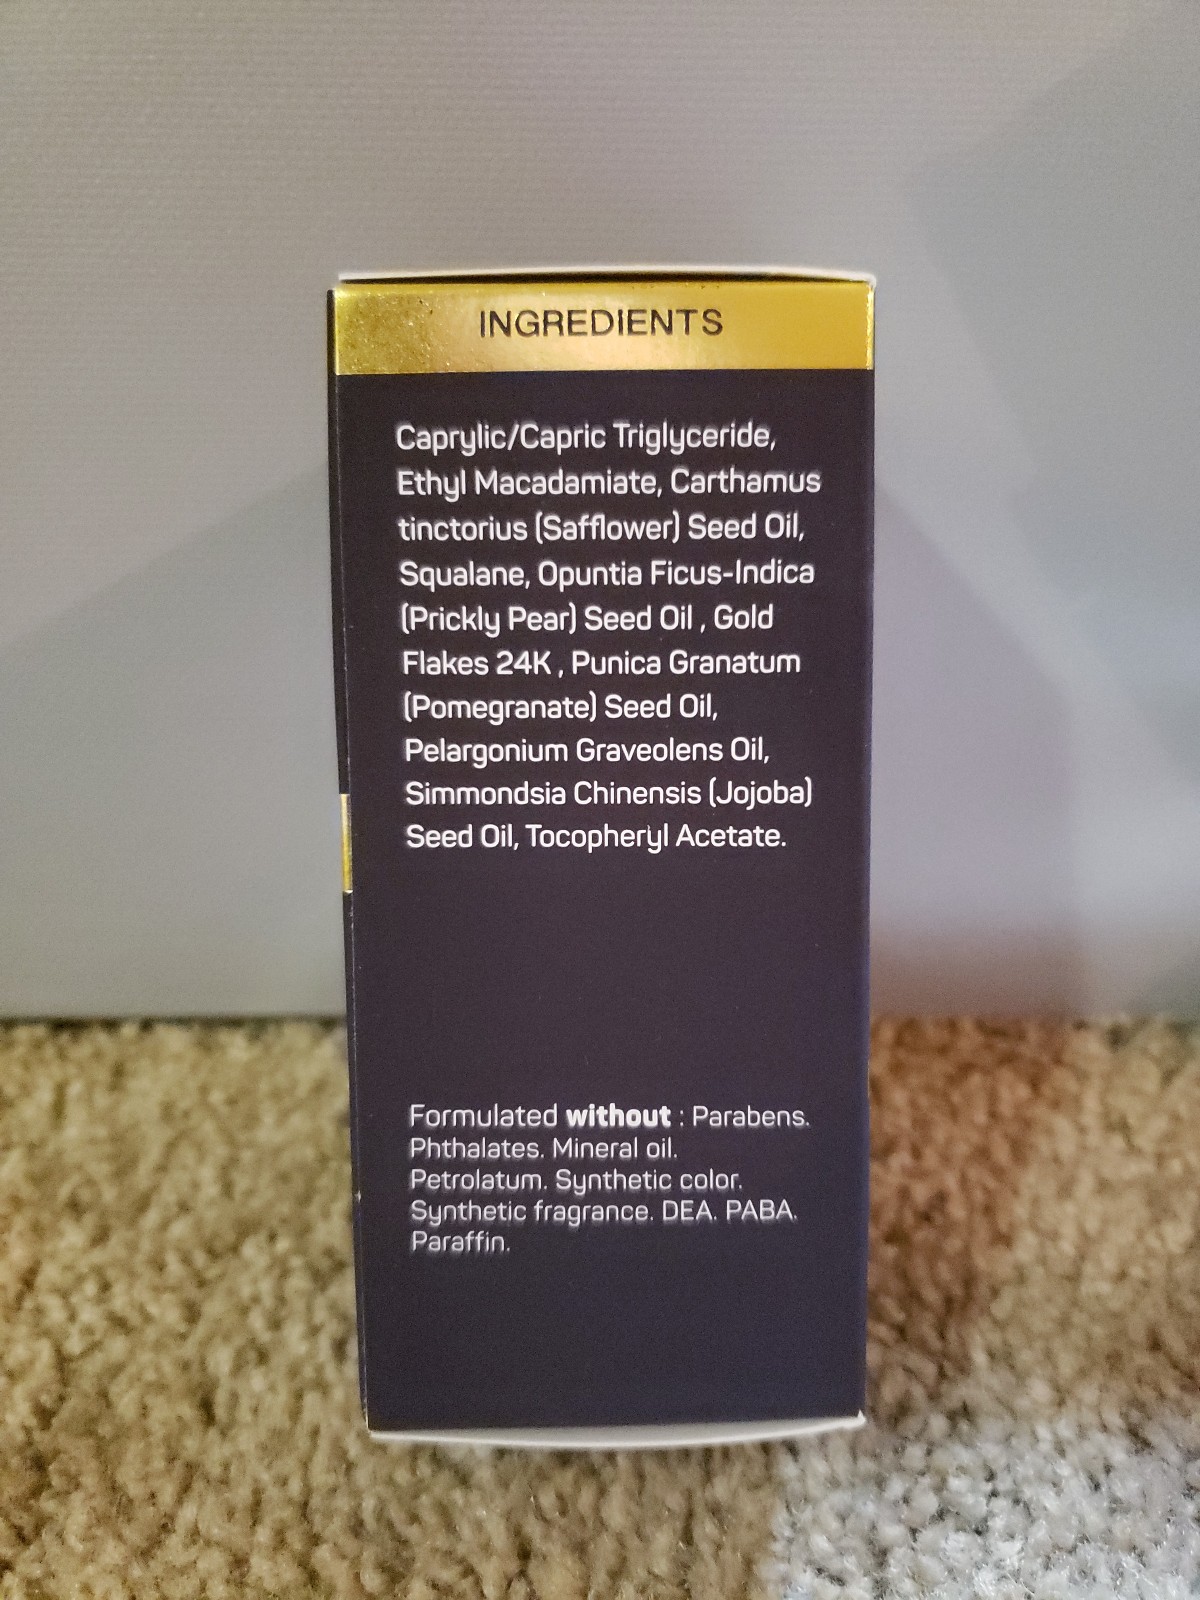 INGREDIENTS
Caprylic/Capric Triglyceride,
Ethyl Macadamiate, Carthamus
tinctorius (Safflower) Seed Oil,
Squalane, Opuntia Ficus-Indica
(Prickly Pear) Seed Oil , Gold
Flakes 24K , Punica Granatum
(Pomegranate) Seed Oil,
Pelargonium Graveolens Oil,
Simmondsia Chinensis (Jojoba)
Seed Oil, Tocopheryl Acetate.
Formulated without : Parabens.
Phthalates. Mineral oil.
Petrolatum. Synthetic color.
Synthetic fragrance. DEA. PABA.
Paraffin.